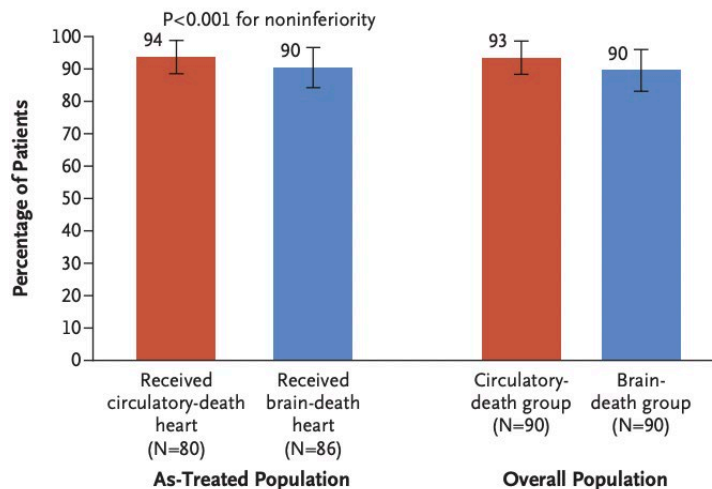 P<0.001 for noninferiority
Percentage of Patients
100
90
80
70
60
50
40
30
20
10
0
94
90
93
90
Received
circulatory-death
heart
(N=80)
Received
brain-death
heart
(N=86)
Circulatory-
death group
(N=90)
Brain-
death group
(N=90)
As-Treated Population
Overall Population